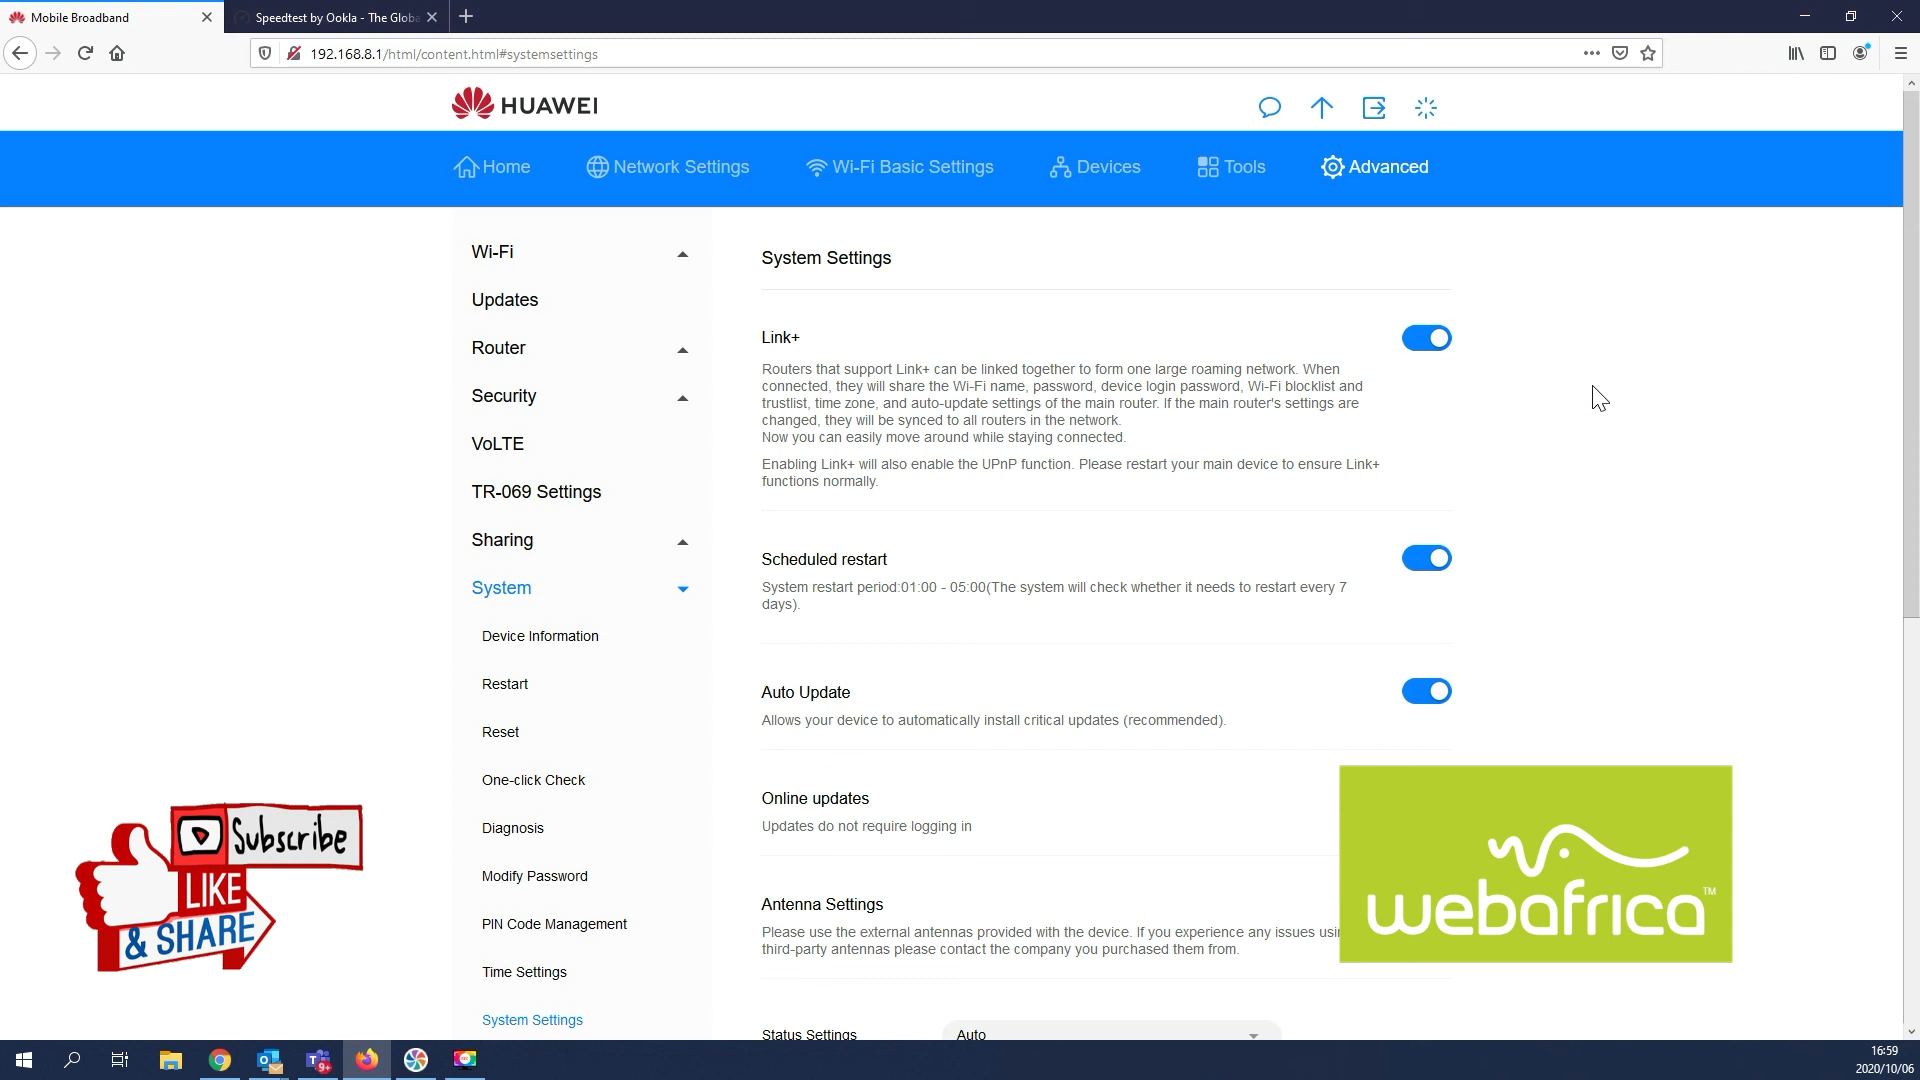 Mobile Broadband
Speedtest by Ookla - The Globa
192.168.8.1/html/content.html#systemsettings
HUAWEI
Home
Network Settings
Wi-Fi Basic Settings
Devices
Tools
Advanced
Wi-Fi
Updates
Router
Security
VoLTE
TR-069 Settings
Sharing
System
Device Information
Restart
Reset
One-click Check
Diagnosis
Modify Password
PIN Code Management
Time Settings
System Settings
System Settings
Link+
Routers that support Link+ can be linked together to form one large roaming network. When
connected, they will share the Wi-Fi name, password, device login password, Wi-Fi blocklist and
trustlist, time zone, and auto-update settings of the main router. If the main router's settings are
changed, they will be synced to all routers in the network.
Now you can easily move around while staying connected.
Enabling Link+ will also enable the UPnP function. Please restart your main device to ensure Link+
functions normally.
Scheduled restart
System restart period:01:00 - 05:00(The system will check whether it needs to restart every 7
days).
Auto Update
Allows your device to automatically install critical updates (recommended).
Online updates
Updates do not require logging in
Antenna Settings
Please use the external antennas provided with the device. If you experience any issues usin
third-party antennas please contact the company you purchased them from.
Status Settings
Auto
Subscribe
LIKE
& SHARE
webafrica™
9+
16:59
2020/10/06